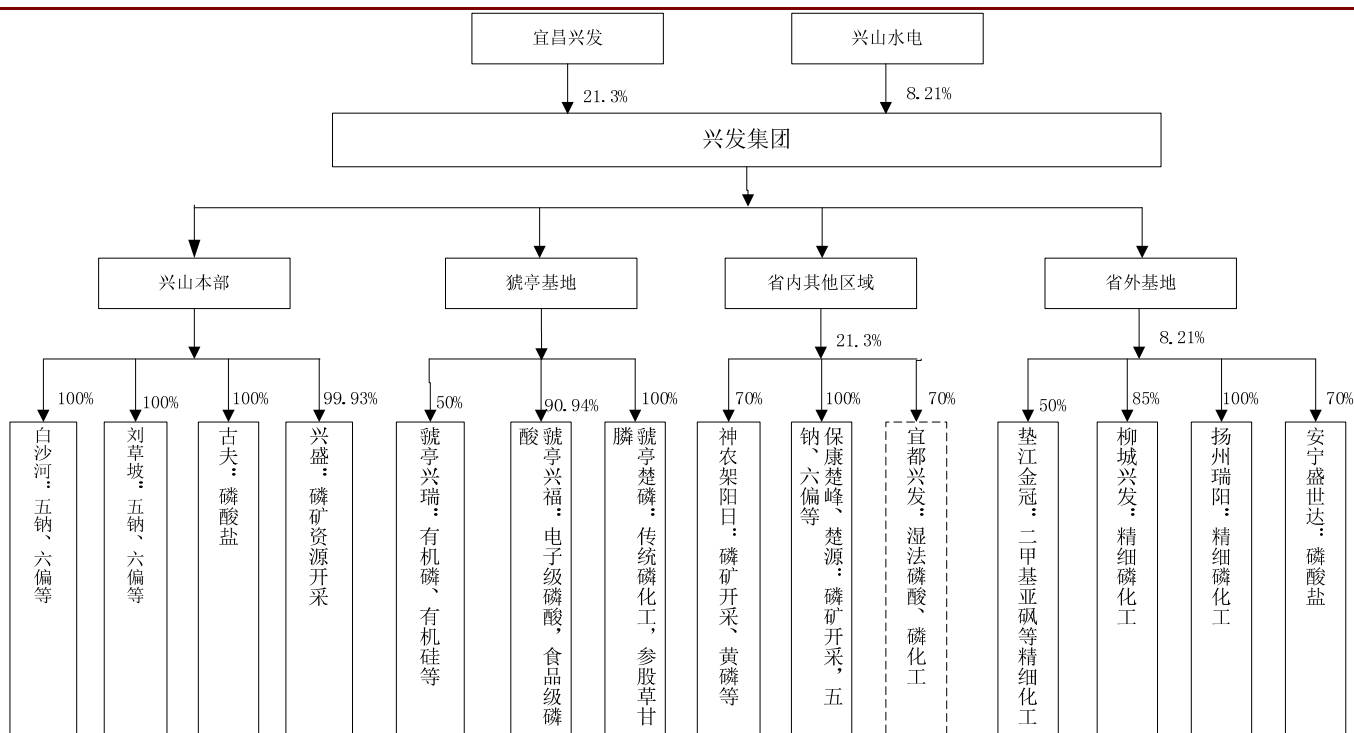 宜昌兴发
兴山水电
21.3%
8.21%
兴发集团
兴山本部
猇亭基地
省内其他区域
省外基地
21.3%
8.21%
100%
100%
100%
99.93%
50%
90.94%
100%
70%
100%
70%
50%
85%
100%
70%
白沙河：五钠、六偏等
刘草坡：五钠、六偏等
古夫：磷酸盐
兴盛：磷矿资源开采
虢亭兴瑞：有机磷、有机硅等
虢亭兴福：电子级磷酸，食品级磷
酸
虢亭楚磷：传统磷化工，参股草甘
膦
神农架阳日：磷矿开采、黄磷等
保康楚峰、楚源：磷矿开采，五
钠、六偏等
宜都兴发：湿法磷酸、磷化工
垫江金冠：二甲基亚砜等精细化工
柳城兴发：精细磷化工
扬州瑞阳：精细磷化工
安宁盛世达：磷酸盐